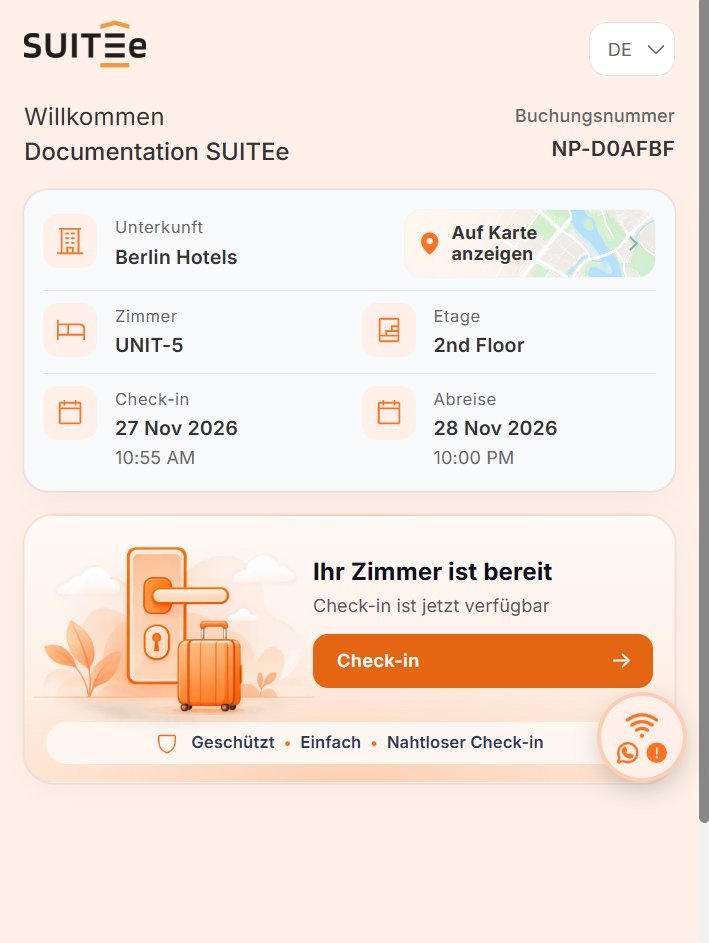 SUITEe
DE
Willkommen
Documentation SUITEe
Buchungsnummer
NP-D0AFBF
Unterkunft
Berlin Hotels
Auf Karte
anzeigen
Zimmer
UNIT-5
Etage
2nd Floor
Check-in
27 Nov 2026
10:55 AM
Abreise
28 Nov 2026
10:00 PM
Ihr Zimmer ist bereit
Check-in ist jetzt verfügbar
Check-in
Geschützt • Einfach • Nahtloser Check-in